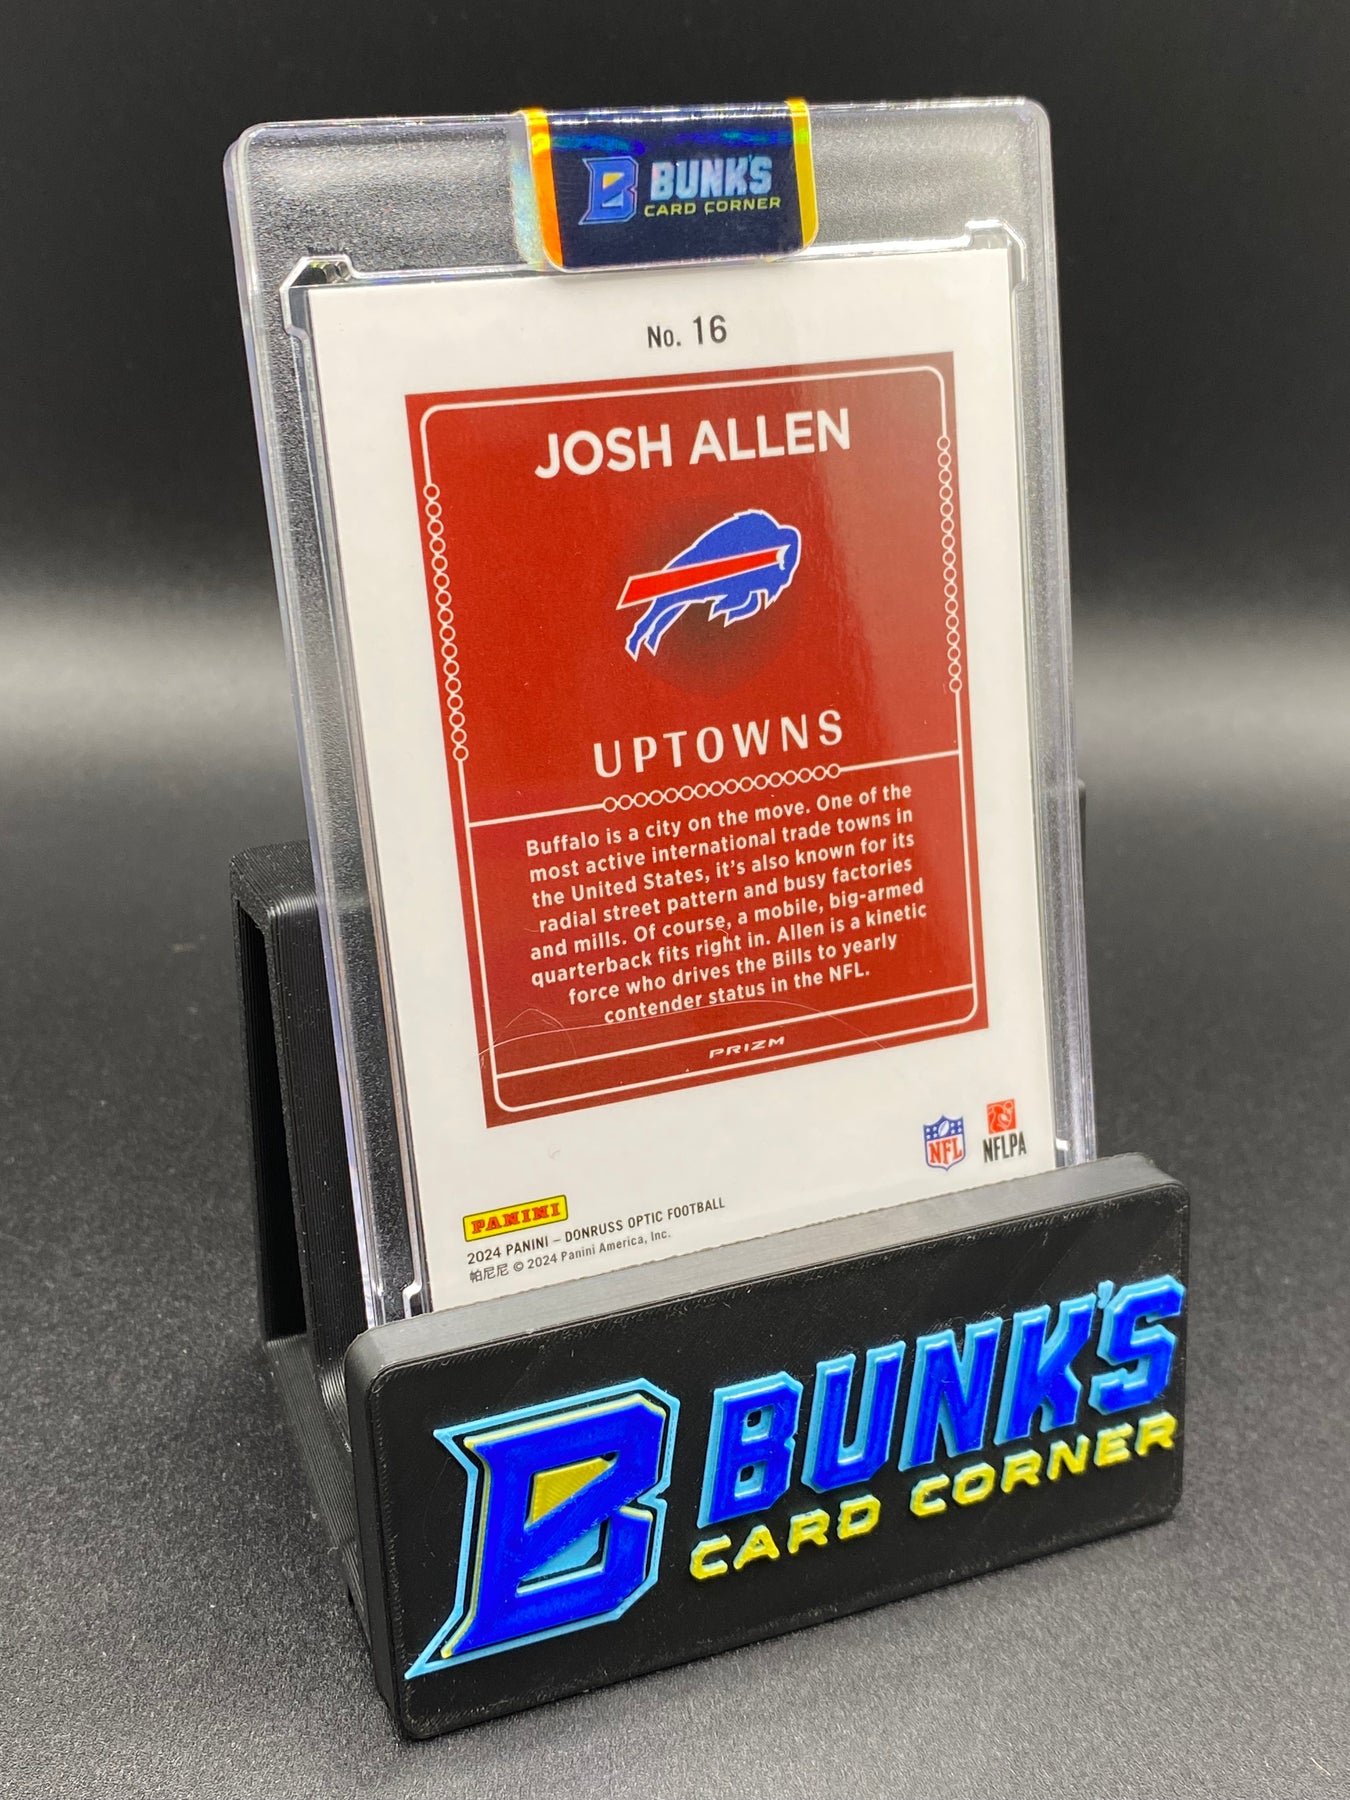 BUNK'S
CARD CORNER
No. 16
JOSH ALLEN
UPTOWNS
Buffalo is a city on the move. One of the
most active international trade towns in
the United States, it's also known for its
radial street pattern and busy factories
and mills. Of course, a mobile, big-armed
quarterback fits right in. Allen is a kinetic
force who drives the Bills to yearly
contender status in the NFL.
PRIZM
NFL
NFLPA
PANINI
2024 PANINI – DONRUSS OPTIC FOOTBALL
帕尼尼 © 2024 Panini America, Inc.
B BUNK'S
CARD CORNER